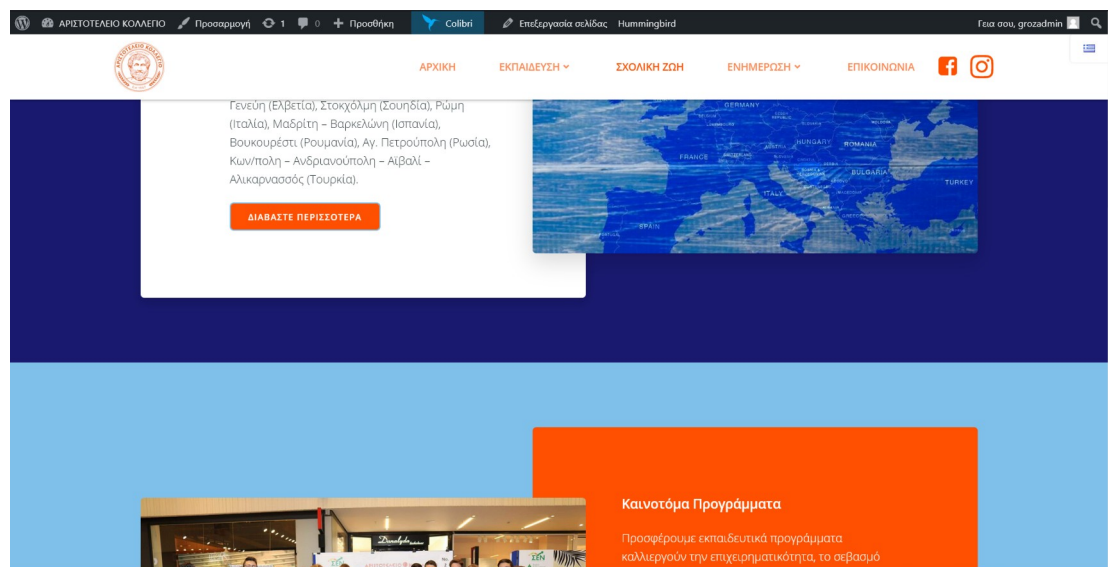 ΑΡΙΣΤΟΤΕΛΕΙΟ ΚΟΛΛΕΓΙΟ Προσαρμογή 1 0 Προσθήκη Colibri Επεξεργασία σελίδας Hummingbird Γεια σου, grozadmin
ΑΡΧΙΚΗ ΕΚΠΑΙΔΕΥΣΗ ΣΧΟΛΙΚΗ ΖΩΗ ΕΝΗΜΕΡΩΣΗ ΕΠΙΚΟΙΝΩΝΙΑ
Γενεύη (Ελβετία), Στοκχόλμη (Σουηδία), Ρώμη
(Ιταλία), Μαδρίτη – Βαρκελώνη (Ισπανία),
Βουκουρέστι (Ρουμανία), Αγ. Πετρούπολη (Ρωσία),
Κων/πολη – Ανδριανούπολη – Αϊβαλί –
Αλικαρνασσός (Τουρκία).
ΔΙΑΒΑΣΤΕ ΠΕΡΙΣΣΟΤΕΡΑ
GERMANY
HUNGARY
ROMANIA
FRANCE
BULGARIA
ITALY
TURKEY
SPAIN
Καινοτόμα Προγράμματα
Προσφέρουμε εκπαιδευτικά προγράμματα
καλλιεργούν την επιχειρηματικότητα, το σεβασμό